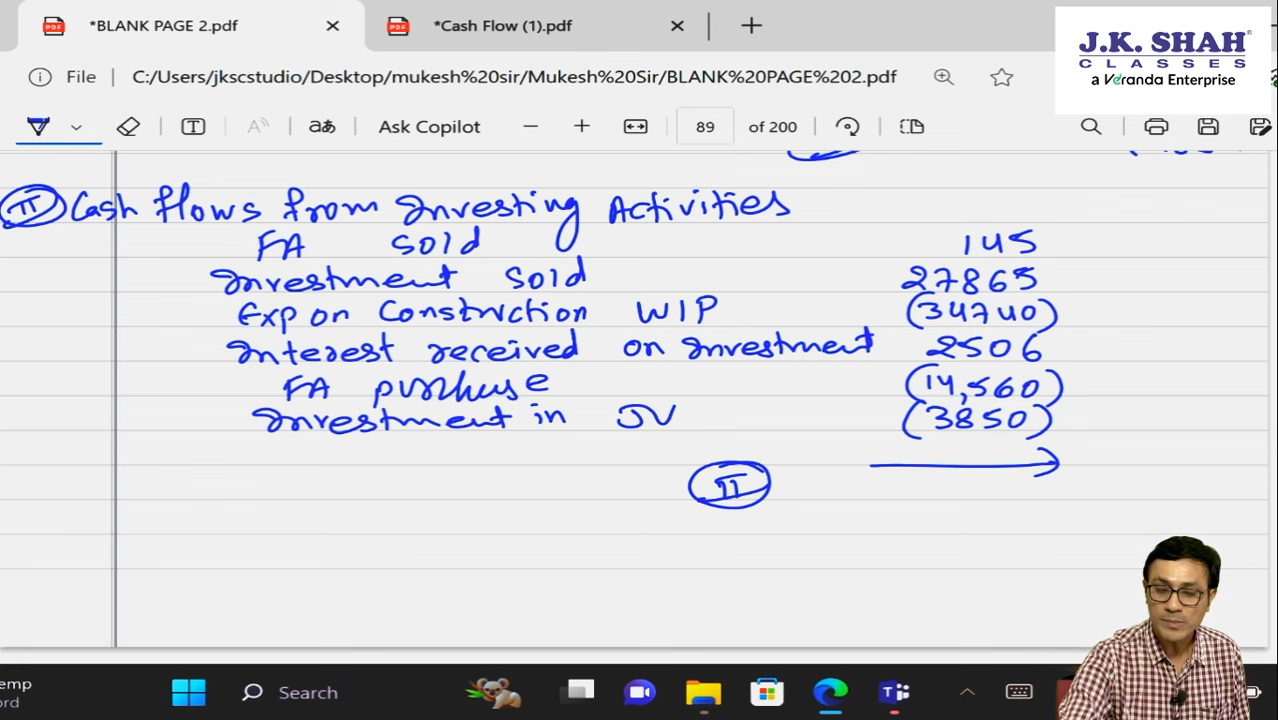 *BLANK PAGE 2.pdf
*Cash Flow (1).pdf
J.K. SHAH
CLASSES
a Veranda Enterprise
File C:/Users/jkscstudio/Desktop/mukesh%20sir/Mukesh%20Sir/BLANK%20PAGE%202.pdf
Ask Copilot 89 of 200
II Cash flows from Investing Activities
FA Sold 145
Investment Sold 27865
Exp on Construction WIP (34740)
Interest received on Investment 2506
FA purchase (14,560)
Investment in JV (3850)
II
emp
ord
Search